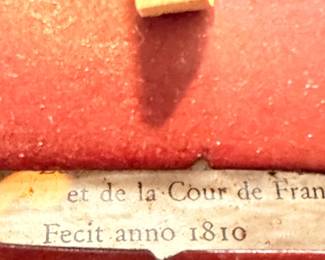 et de la Cour de Fran
Fecit anno 1810